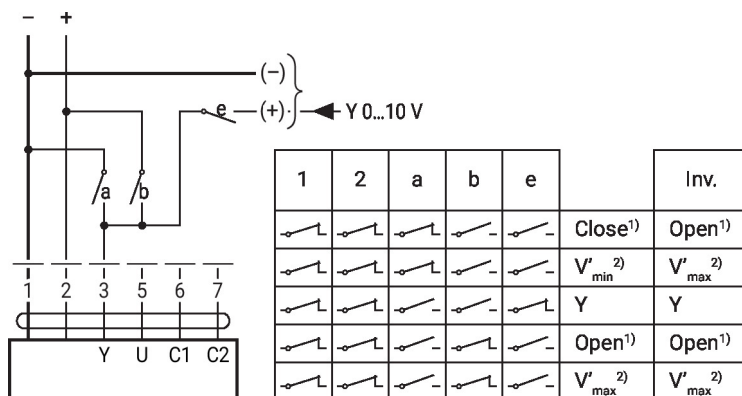 − +
(−)
e (+) Y 0...10 V
a b
1 2 3 5 6 7
Y U C1 C2
1 2 a b e Inv.
Close¹⁾ Open¹⁾
V'min²⁾ V'max²⁾
Y Y
Open¹⁾ Open¹⁾
V'max²⁾ V'max²⁾